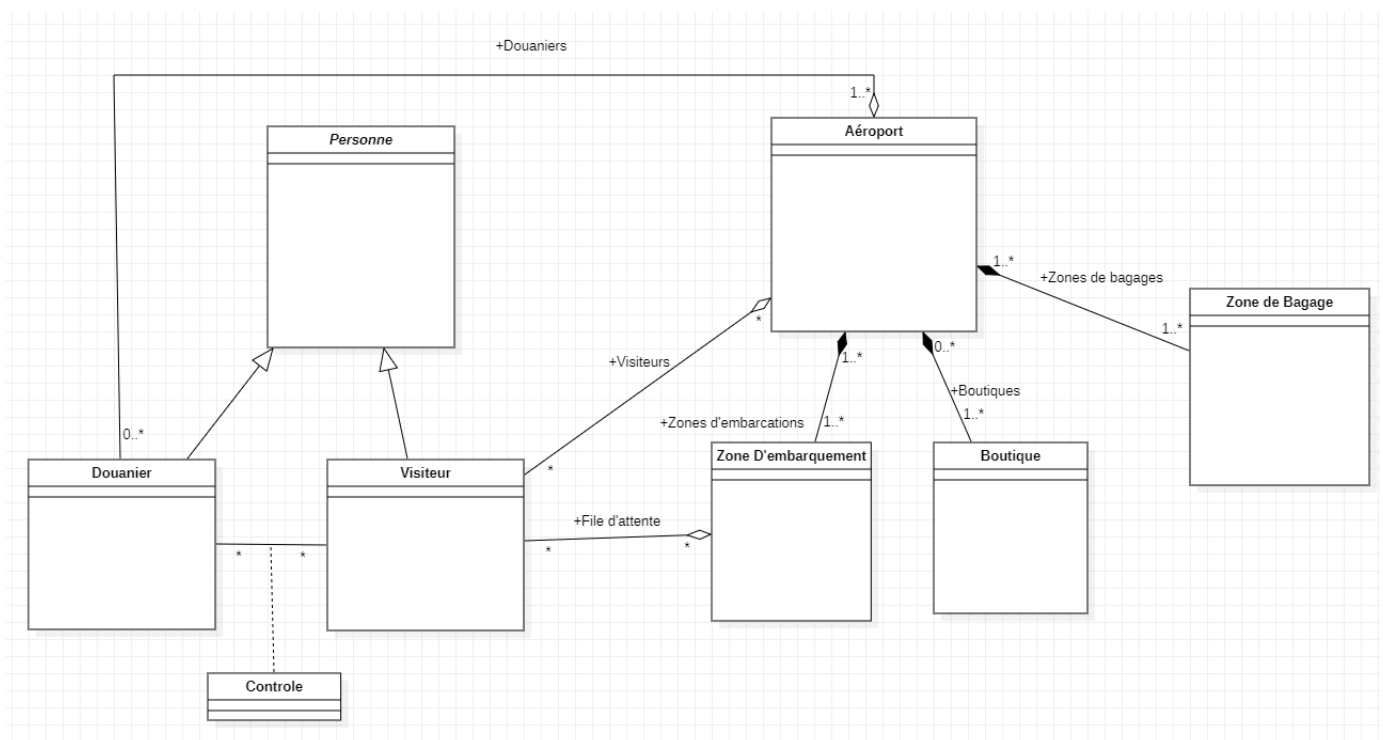 +Douaniers
1..*
Personne
Aéroport
1..*
+Zones de bagages
1..*
Zone de Bagage
*
1..*
0..*
+Visiteurs
+Boutiques
1..*
+Zones d'embarcations
1..*
0..*
*
Douanier
Visiteur
Zone D'embarquement
Boutique
+File d'attente
*
*
*
*
Controle